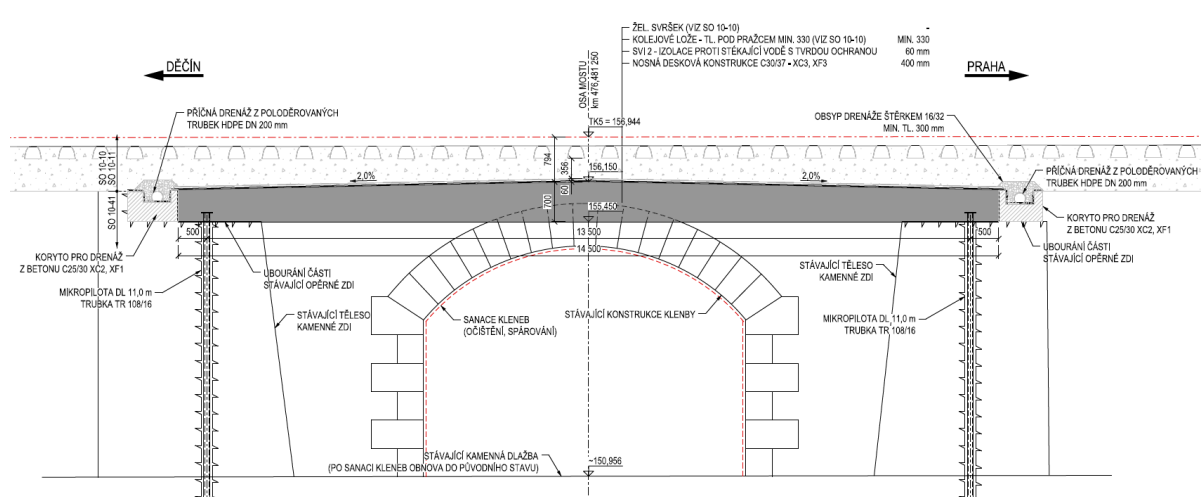 ŽEL. SVRŠEK (VIZ SO 10-10) -
KOLEJOVÉ LOŽE - TL. POD PRAŽCEM MIN. 330 (VIZ SO 10-10) MIN. 330
SVI 2 - IZOLACE PROTI STÉKAJÍCÍ VODĚ S TVRDOU OCHRANOU 60 mm
NOSNÁ DESKOVÁ KONSTRUKCE C30/37 - XC3, XF3 400 mm
DĚČÍN
PRAHA
OSA MOSTU
km 476,481 250
PŘÍČNÁ DRENÁŽ Z POLODĚROVANÝCH
TRUBEK HDPE DN 200 mm
OBSYP DRENÁŽE ŠTĚRKEM 16/32
MIN. TL. 300 mm
TK5 = 156,944
SO 10-10
SO 10-11
SO 10-41
794
356
156,150
2,0%
2,0%
60
700
155,450
PŘÍČNÁ DRENÁŽ Z POLODĚROVANÝCH
TRUBEK HDPE DN 200 mm
KORYTO PRO DRENÁŽ
Z BETONU C25/30 XC2, XF1
500
13 500
500
14 500
KORYTO PRO DRENÁŽ
Z BETONU C25/30 XC2, XF1
UBOURÁNÍ ČÁSTI
STÁVAJÍCÍ OPĚRNÉ ZDI
UBOURÁNÍ ČÁSTI
STÁVAJÍCÍ OPĚRNÉ ZDI
STÁVAJÍCÍ TĚLESO
KAMENNÉ ZDI
MIKROPILOTA DL 11,0 m
TRUBKA TR 108/16
STÁVAJÍCÍ TĚLESO
KAMENNÉ ZDI
SANACE KLENEB
(OČIŠTĚNÍ, SPÁROVÁNÍ)
STÁVAJÍCÍ KONSTRUKCE KLENBY
MIKROPILOTA DL 11,0 m
TRUBKA TR 108/16
STÁVAJÍCÍ KAMENNÁ DLAŽBA
(PO SANACI KLENEB OBNOVA DO PŮVODNÍHO STAVU)
~150,956